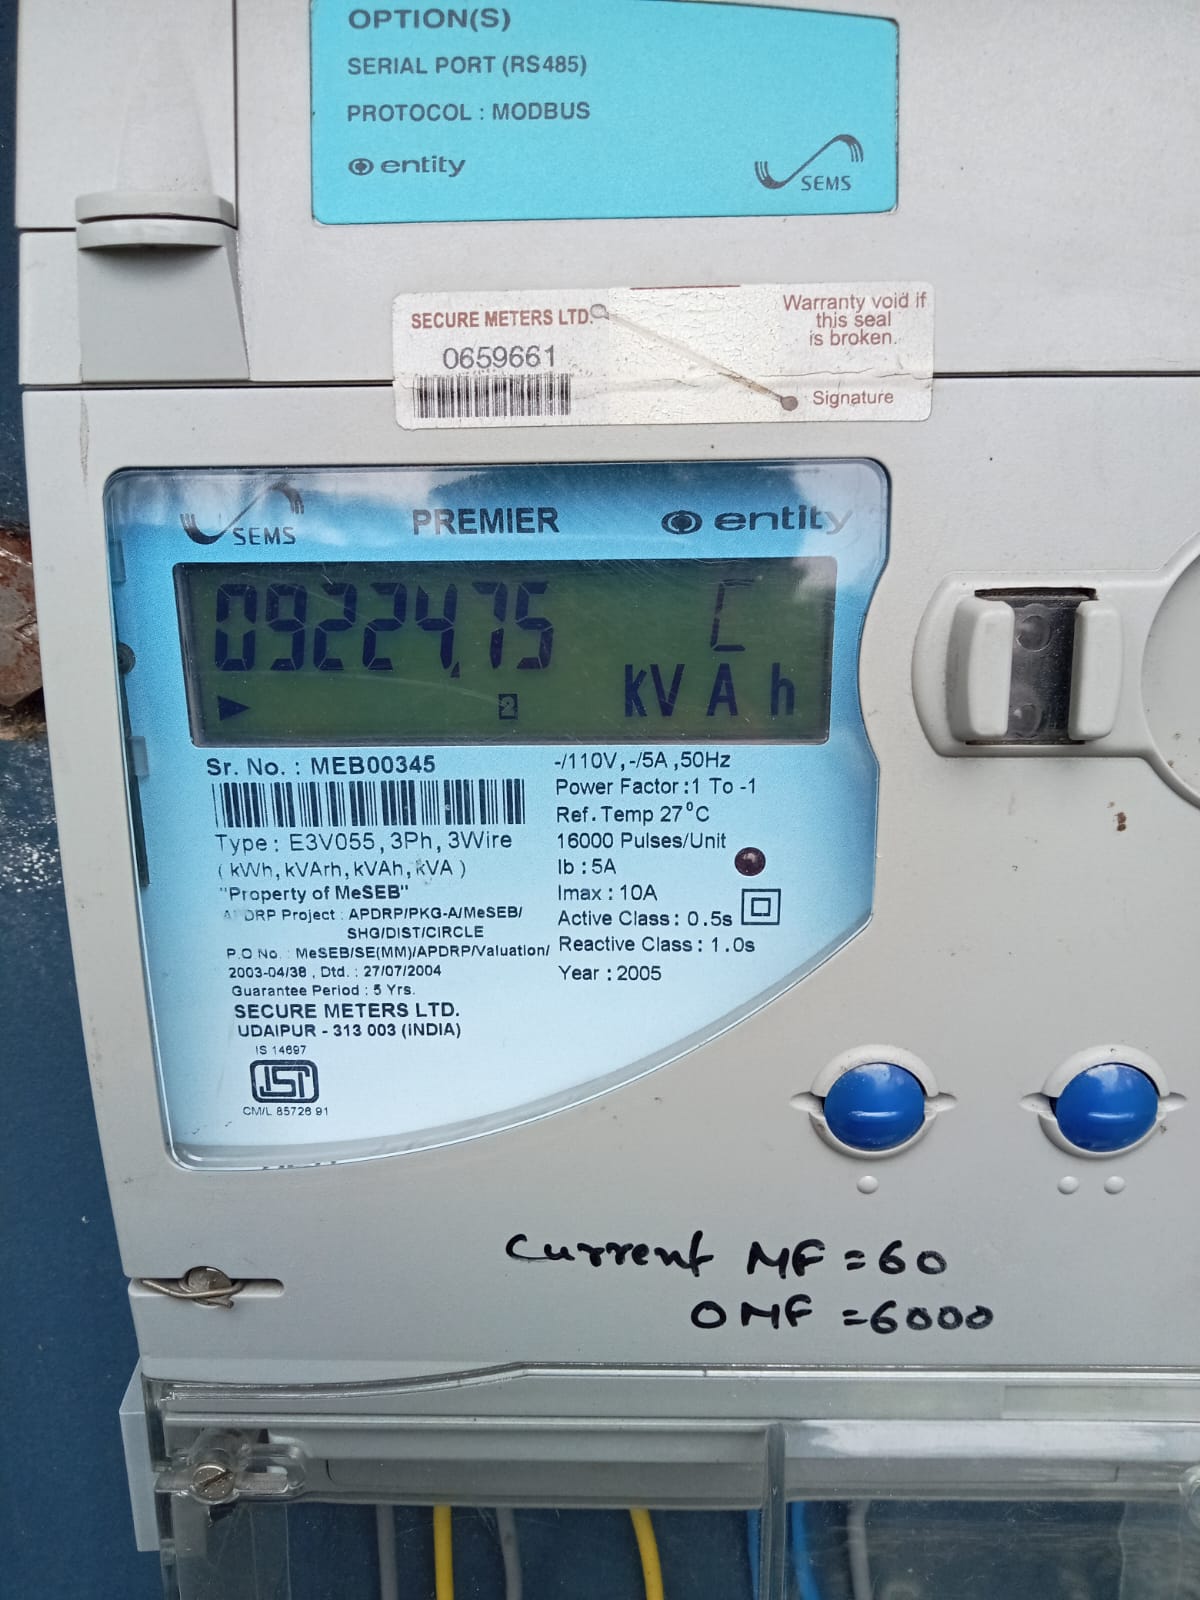 OPTION(S)
SERIAL PORT (RS485)
PROTOCOL : MODBUS
entity
SEMS
SECURE METERS LTD.
0659661
Warranty void if
this seal
is broken.
Signature
SEMS PREMIER entity
09224.75 C
2 kVAh
Sr. No. : MEB00345
Type : E3V055, 3Ph, 3Wire
( kWh, kVArh, kVAh, kVA )
"Property of MeSEB"
APDRP Project : APDRP/PKG-A/MeSEB/
SHG/DIST/CIRCLE
P.O No. : MeSEB/SE(MM)/APDRP/Valuation/
2003-04/38 , Dtd. : 27/07/2004
Guarantee Period : 5 Yrs.
SECURE METERS LTD.
UDAIPUR - 313 003 (INDIA)
IS 14697
ISI
CM/L 85726 91
-/110V, -/5A ,50Hz
Power Factor :1 To -1
Ref. Temp 27°C
16000 Pulses/Unit
Ib : 5A
Imax : 10A
Active Class : 0.5s
Reactive Class : 1.0s
Year : 2005
Current MF = 60
OMF = 6000